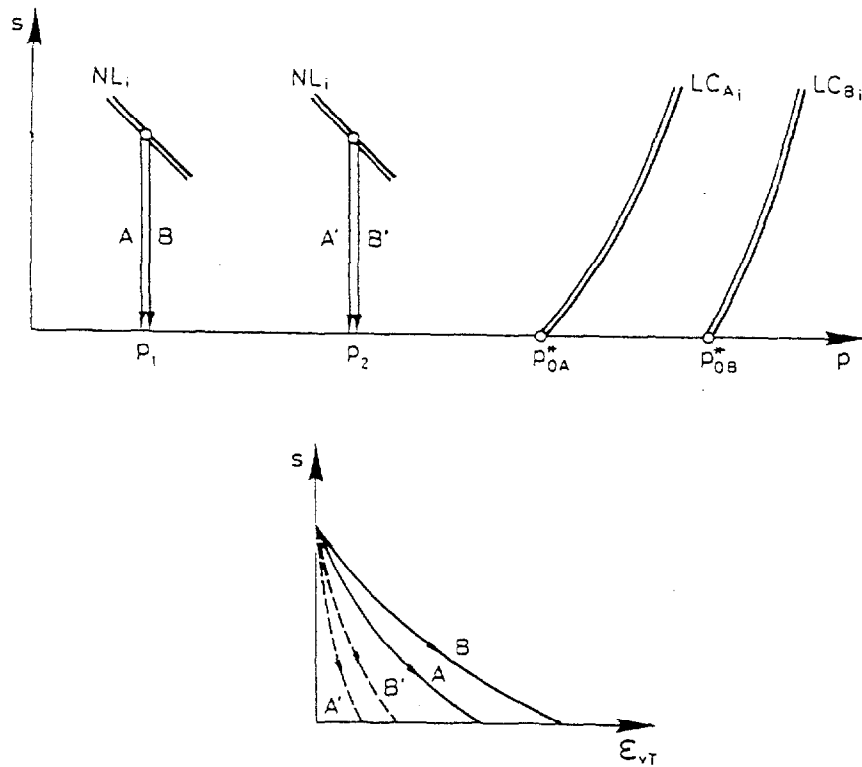 s
NLi NLi LCAi LCBi
A B A' B'
p1 p2 p*0A p*0B p
s
B
A
B'
A'
εvT